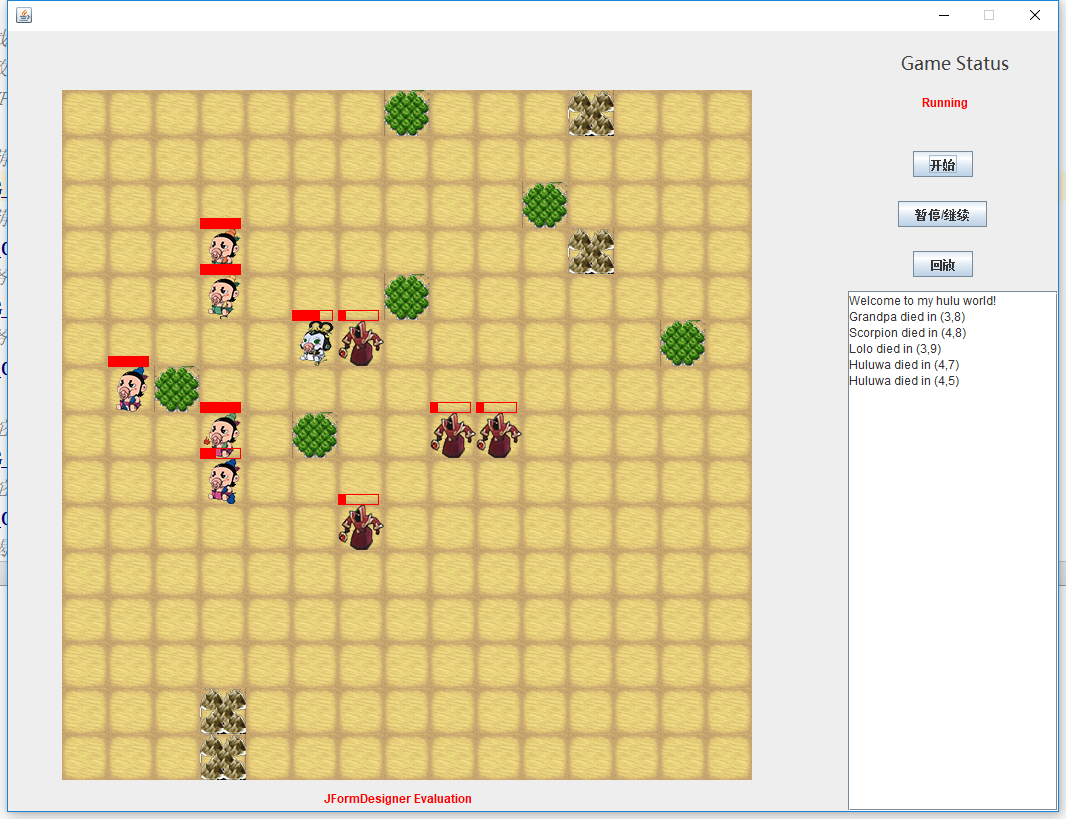 Game Status
Running
开始
暂停/继续
回放
Welcome to my hulu world!
Grandpa died in (3,8)
Scorpion died in (4,8)
Lolo died in (3,9)
Huluwa died in (4,7)
Huluwa died in (4,5)
JFormDesigner Evaluation